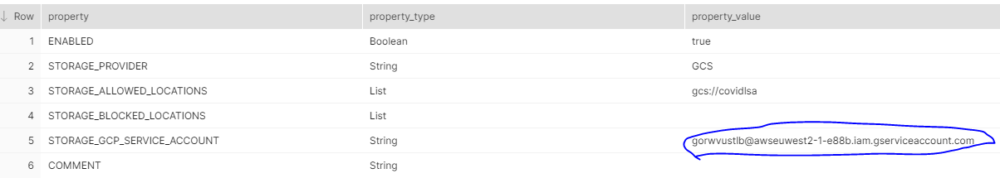 Row property property_type property_value
1 ENABLED Boolean true
2 STORAGE_PROVIDER String GCS
3 STORAGE_ALLOWED_LOCATIONS List gcs://covidlsa
4 STORAGE_BLOCKED_LOCATIONS List
5 STORAGE_GCP_SERVICE_ACCOUNT String gorwvustlb@awseuwest2-1-e88b.iam.gserviceaccount.com
6 COMMENT String